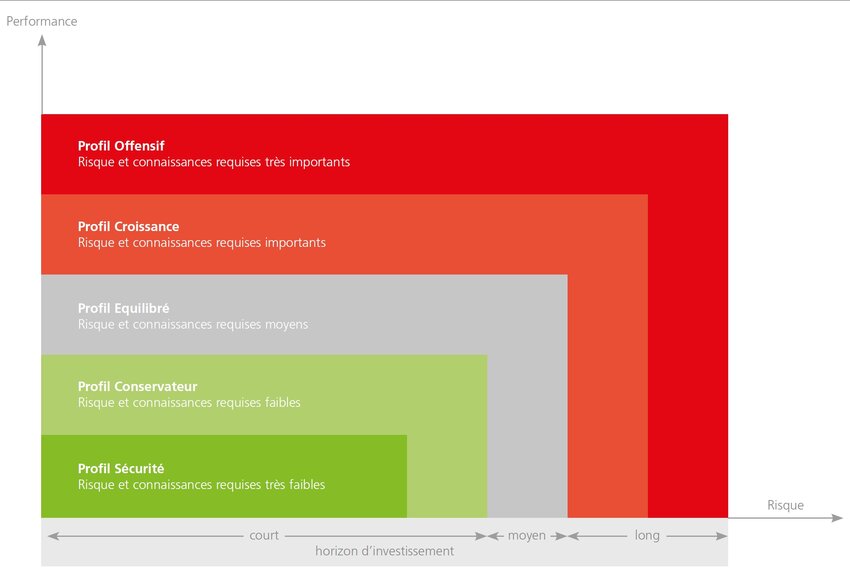 Performance
Profil Offensif
Risque et connaissances requises très importants
Profil Croissance
Risque et connaissances requises importants
Profil Equilibré
Risque et connaissances requises moyens
Profil Conservateur
Risque et connaissances requises faibles
Profil Sécurité
Risque et connaissances requises très faibles
Risque
court
moyen
long
horizon d’investissement